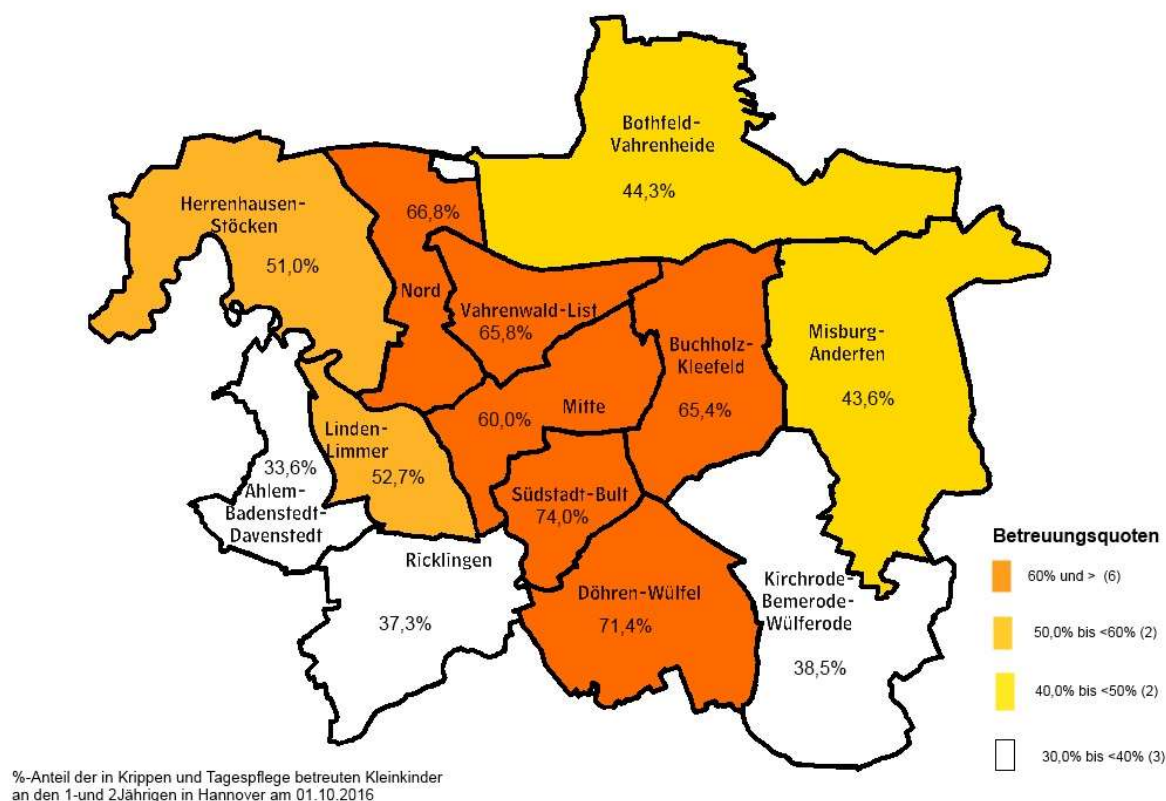 Bothfeld-
Vahrenheide
44,3%
Herrenhausen-
Stöcken
51,0%
66,8%
Nord
Vahrenwald-List
65,8%
Buchholz-
Kleefeld
65,4%
Misburg-
Anderten
43,6%
60,0%
Mitte
Linden-
Limmer
52,7%
33,6%
Ahlem-
Badenstedt-
Davenstedt
Südstadt-Bult
74,0%
Ricklingen
37,3%
Döhren-Wülfel
71,4%
Kirchrode-
Bemerode-
Wülferode
38,5%
Betreuungsquoten
60% und > (6)
50,0% bis <60% (2)
40,0% bis <50% (2)
30,0% bis <40% (3)
%-Anteil der in Krippen und Tagespflege betreuten Kleinkinder
an den 1-und 2Jährigen in Hannover am 01.10.2016